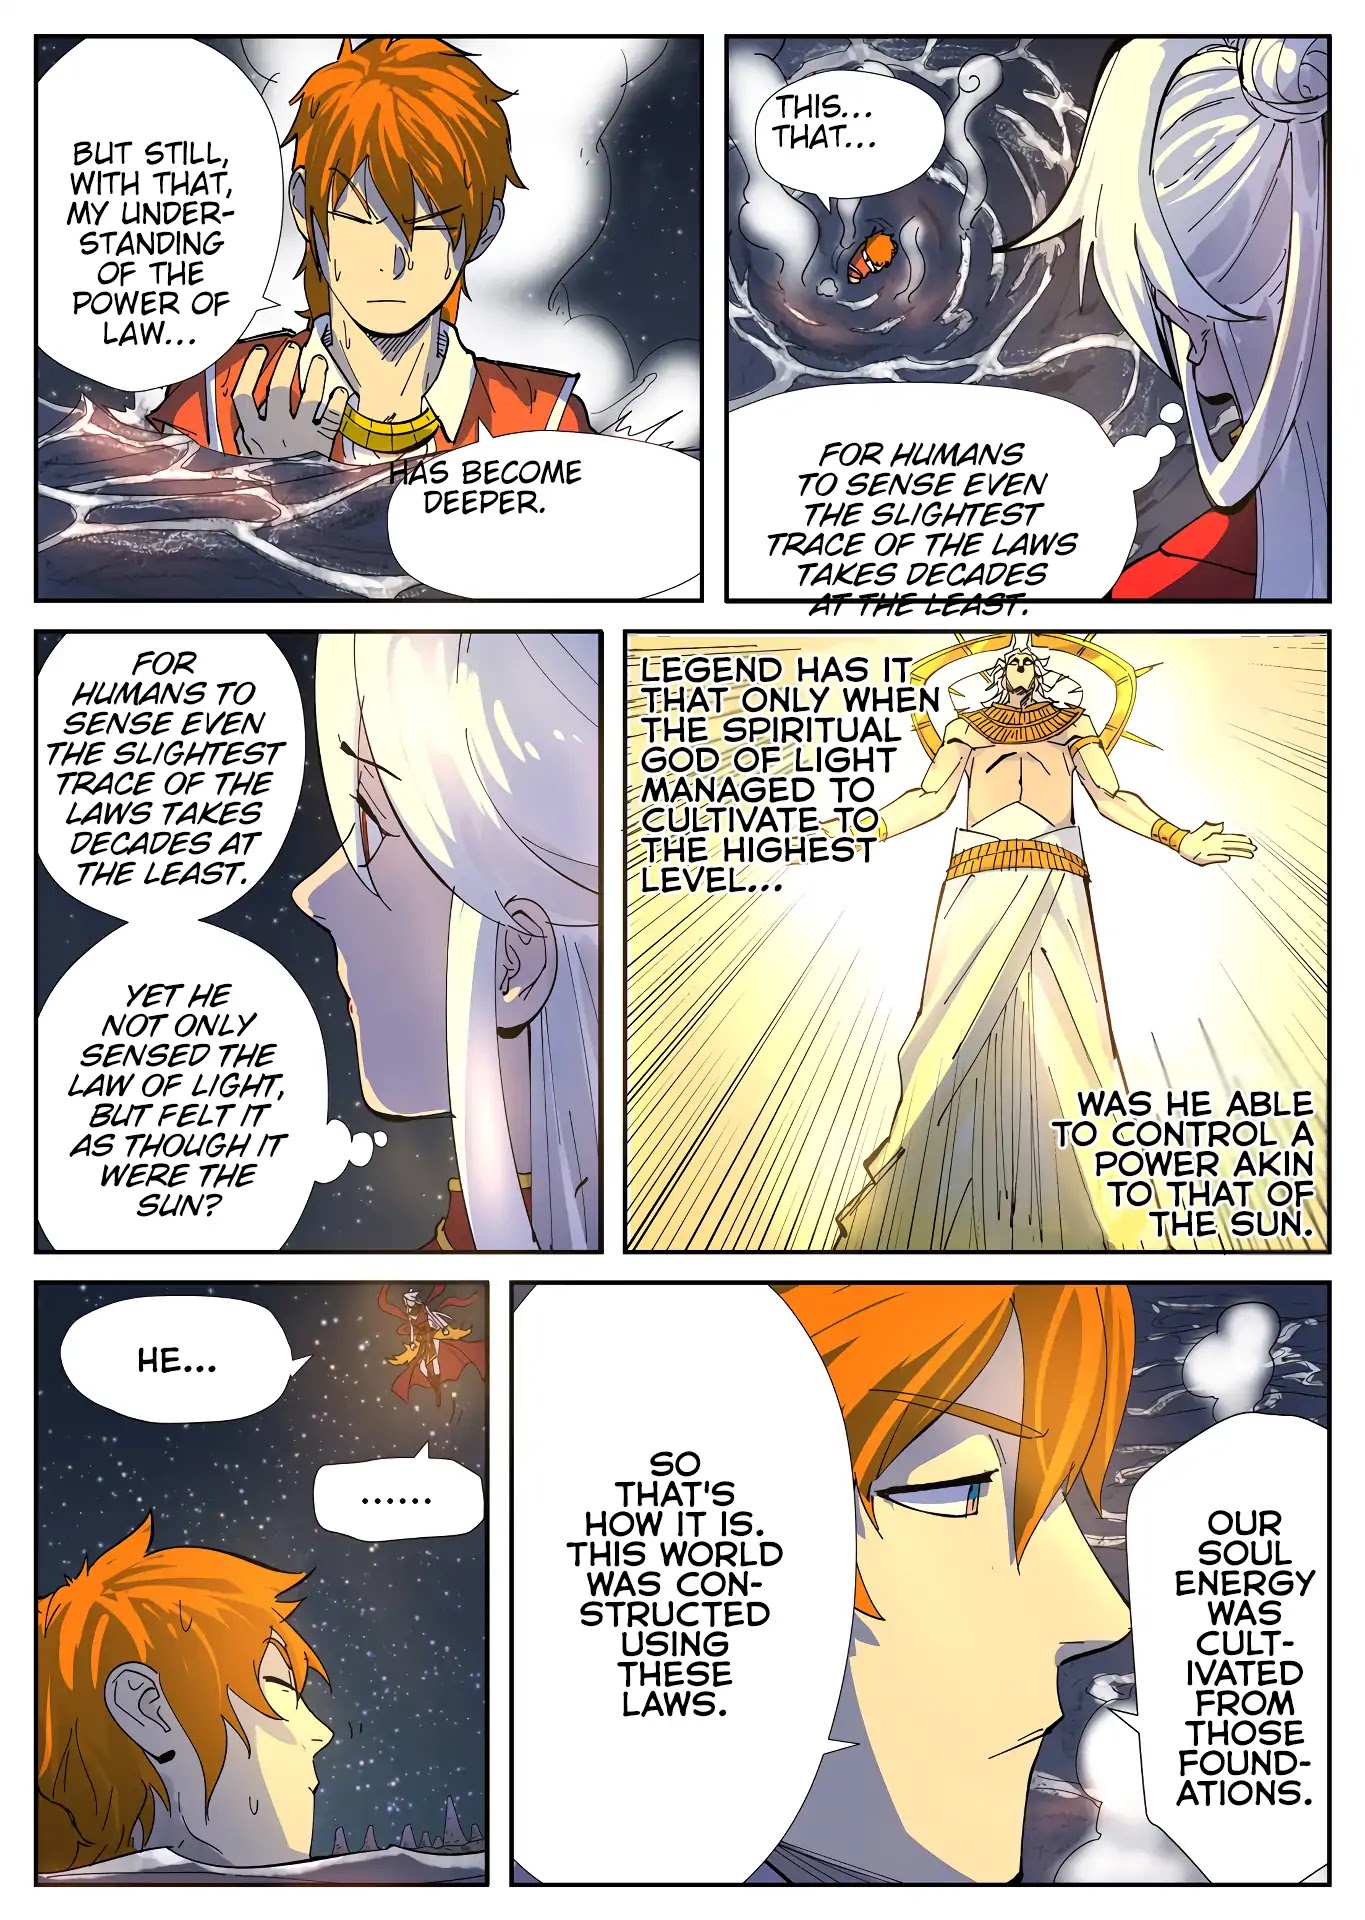 BUT STILL,
WITH THAT,
MY UNDER-
STANDING
OF THE
POWER OF
LAW...
HAS BECOME
DEEPER.
THIS...
THAT...
FOR HUMANS
TO SENSE EVEN
THE SLIGHTEST
TRACE OF THE LAWS
TAKES DECADES
AT THE LEAST.
FOR
HUMANS TO
SENSE EVEN
THE SLIGHTEST
TRACE OF THE
LAWS TAKES
DECADES AT
THE LEAST.
YET HE
NOT ONLY
SENSED THE
LAW OF LIGHT,
BUT FELT IT
AS THOUGH IT
WERE THE
SUN?
LEGEND HAS IT
THAT ONLY WHEN
THE SPIRITUAL
GOD OF LIGHT
MANAGED TO
CULTIVATE TO
THE HIGHEST
LEVEL...
WAS HE ABLE
TO CONTROL A
POWER AKIN
TO THAT OF
THE SUN.
HE...
......
SO
THAT'S
HOW IT IS.
THIS WORLD
WAS CON-
STRUCTED
USING
THESE
LAWS.
OUR
SOUL
ENERGY
WAS
CULT-
IVATED
FROM
THOSE
FOUND-
ATIONS.